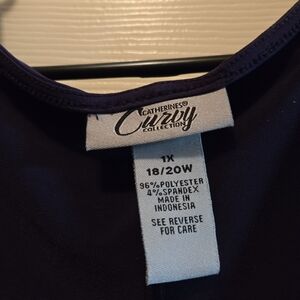 CATHERINES®
Curvy
COLLECTION
1X
18/20W
96%POLYESTER
4%SPANDEX
MADE IN
INDONESIA
SEE REVERSE
FOR CARE